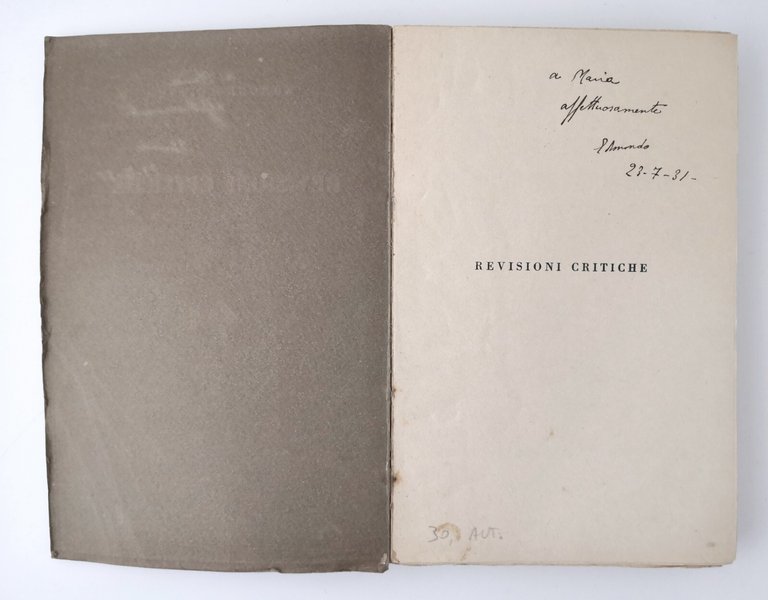 a Maria
affettuosamente
Edmondo
23-7-31-
REVISIONI CRITICHE
30, AUT.